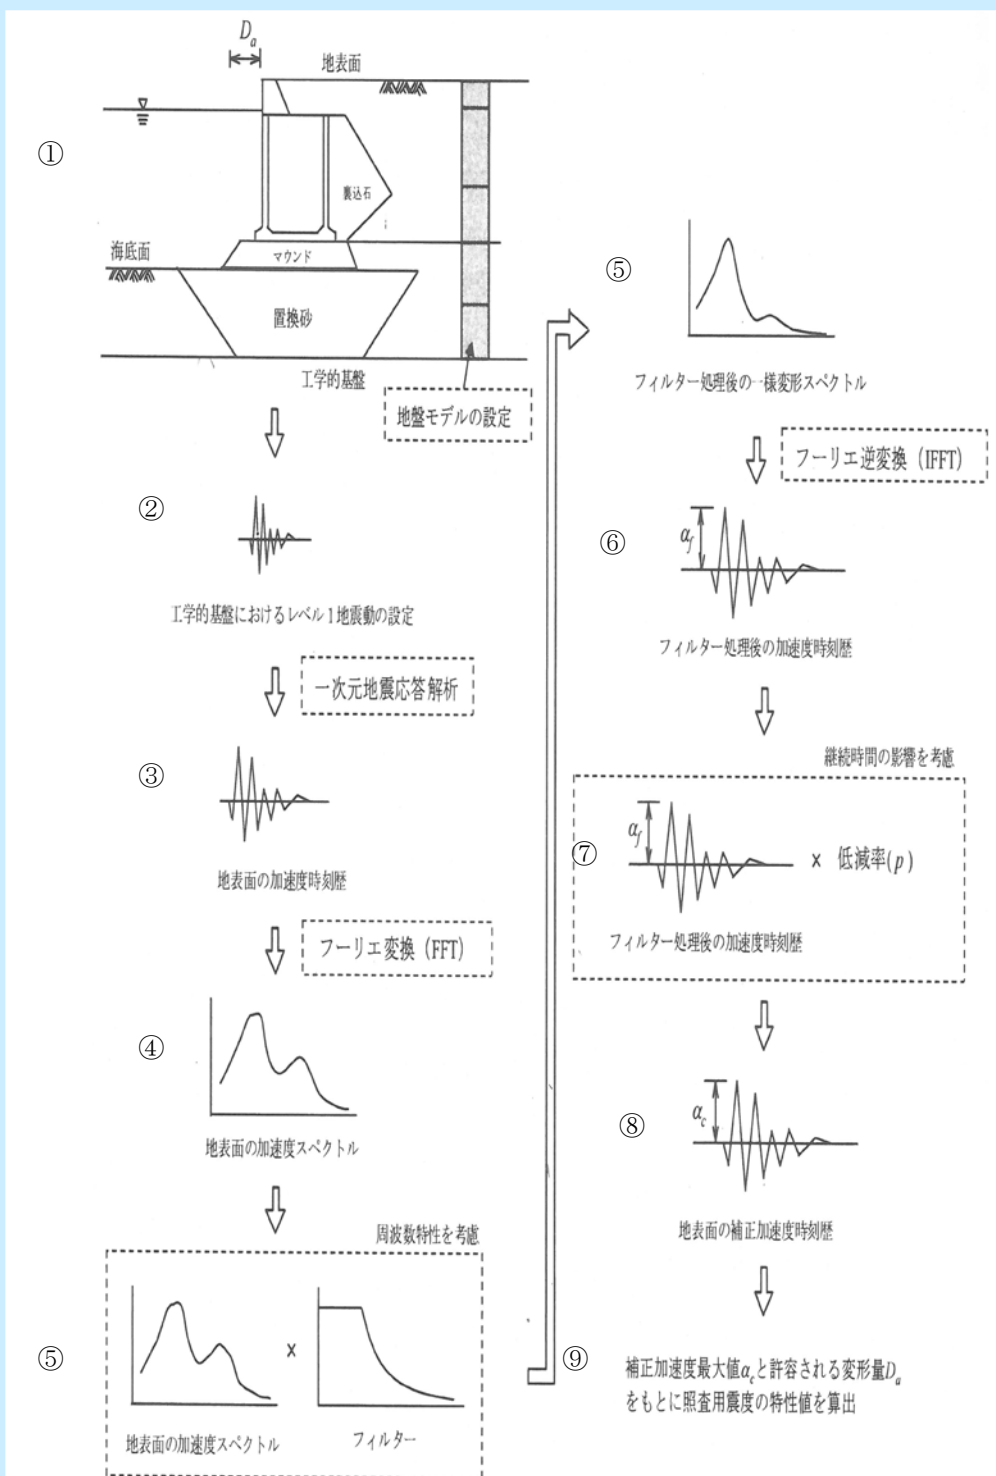 Da
地表面
①
裏込石
海底面
マウンド
置換砂
工学的基盤
地盤モデルの設定
②
工学的基盤におけるレベル1地震動の設定
一次元地震応答解析
③
地表面の加速度時刻歴
フーリエ変換（FFT）
④
地表面の加速度スペクトル
周波数特性を考慮
⑤
×
地表面の加速度スペクトル
フィルター
⑤
フィルター処理後の一様変形スペクトル
フーリエ逆変換（IFFT）
⑥
αf
フィルター処理後の加速度時刻歴
継続時間の影響を考慮
⑦
αf
× 低減率(p)
フィルター処理後の加速度時刻歴
⑧
αc
地表面の補正加速度時刻歴
⑨
補正加速度最大値αcと許容される変形量Da
をもとに照査用震度の特性値を算出